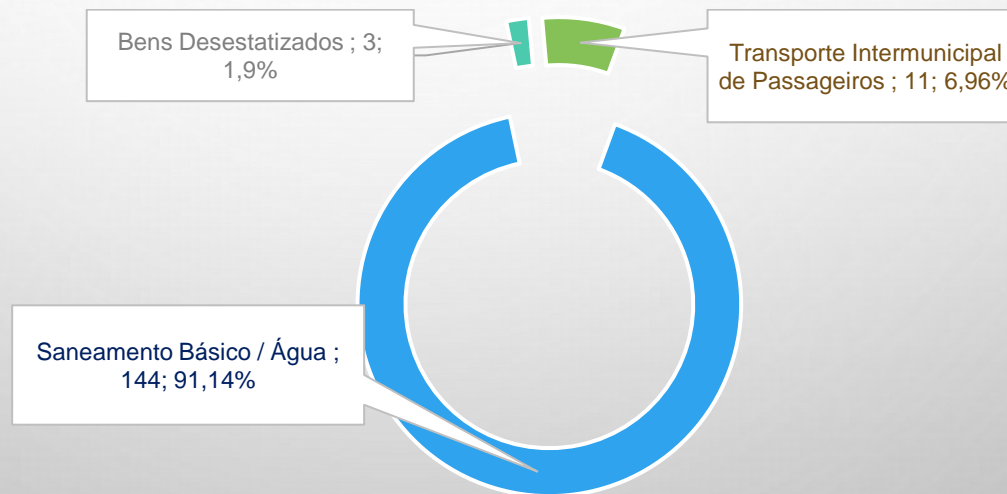 Bens Desestatizados ; 3;
1,9%
Transporte Intermunicipal
de Passageiros ; 11; 6,96%
Saneamento Básico / Água ;
144; 91,14%